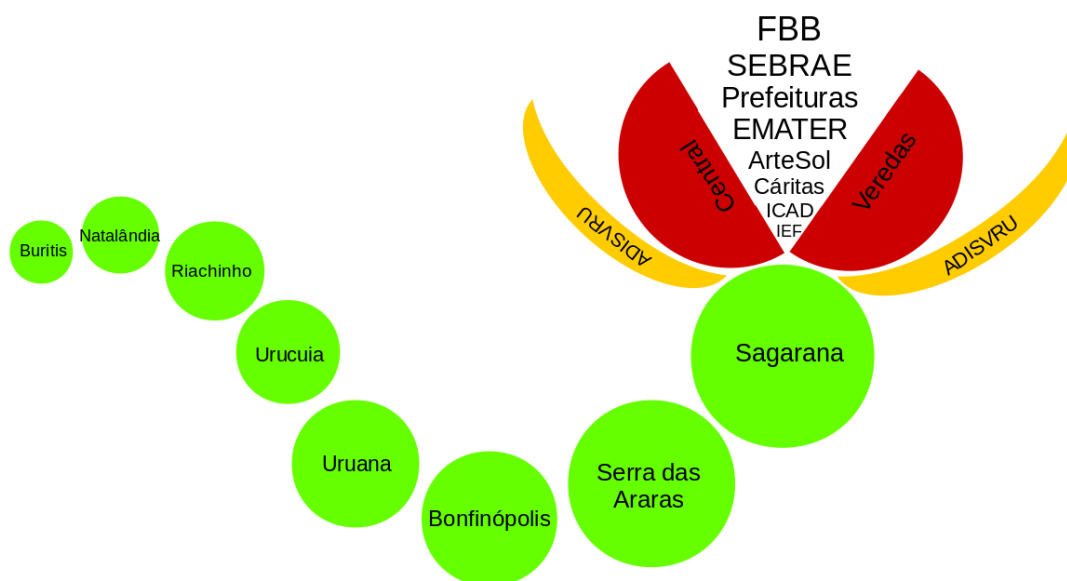 FBB
SEBRAE
Prefeituras
EMATER
ArteSol
Cáritas
ICAD
IEF
Central
Veredas
ADISVRU
ADISVRU
Buritis
Natalândia
Riachinho
Urucuia
Uruana
Bonfinópolis
Serra das
Araras
Sagarana